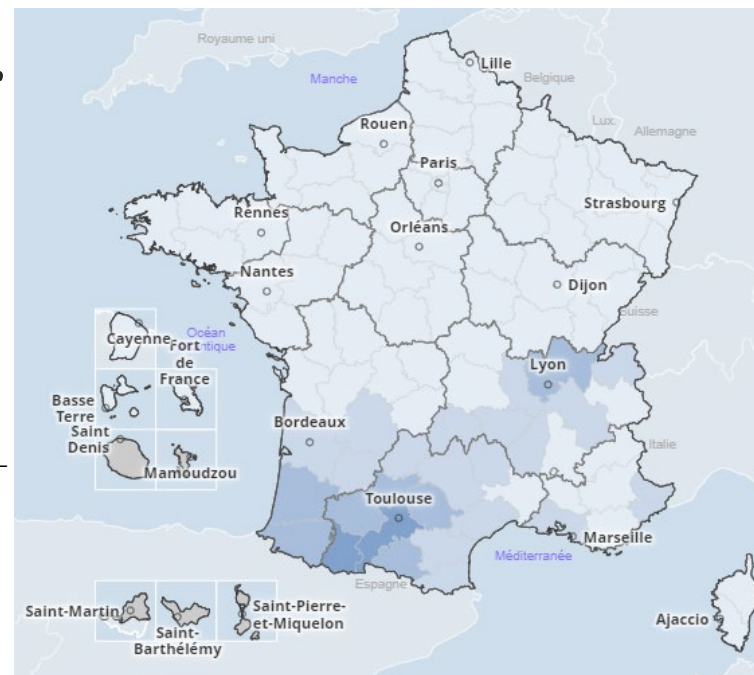 Royaume uni
Lille
Manche
Belgique
Rouen
Lux.
Allemagne
Paris
Strasbourg
Rennes
Orléans
Nantes
Dijon
Suisse
Océan
Cayenne
Fort
de
France
Lyon
Basse
Terre
Saint
Denis
Bordeaux
Italie
Mamoudzou
Toulouse
Marseille
Méditerranée
Espagne
Saint-Martin
Saint-
Barthélémy
Saint-Pierre-
et-Miquelon
Ajaccio